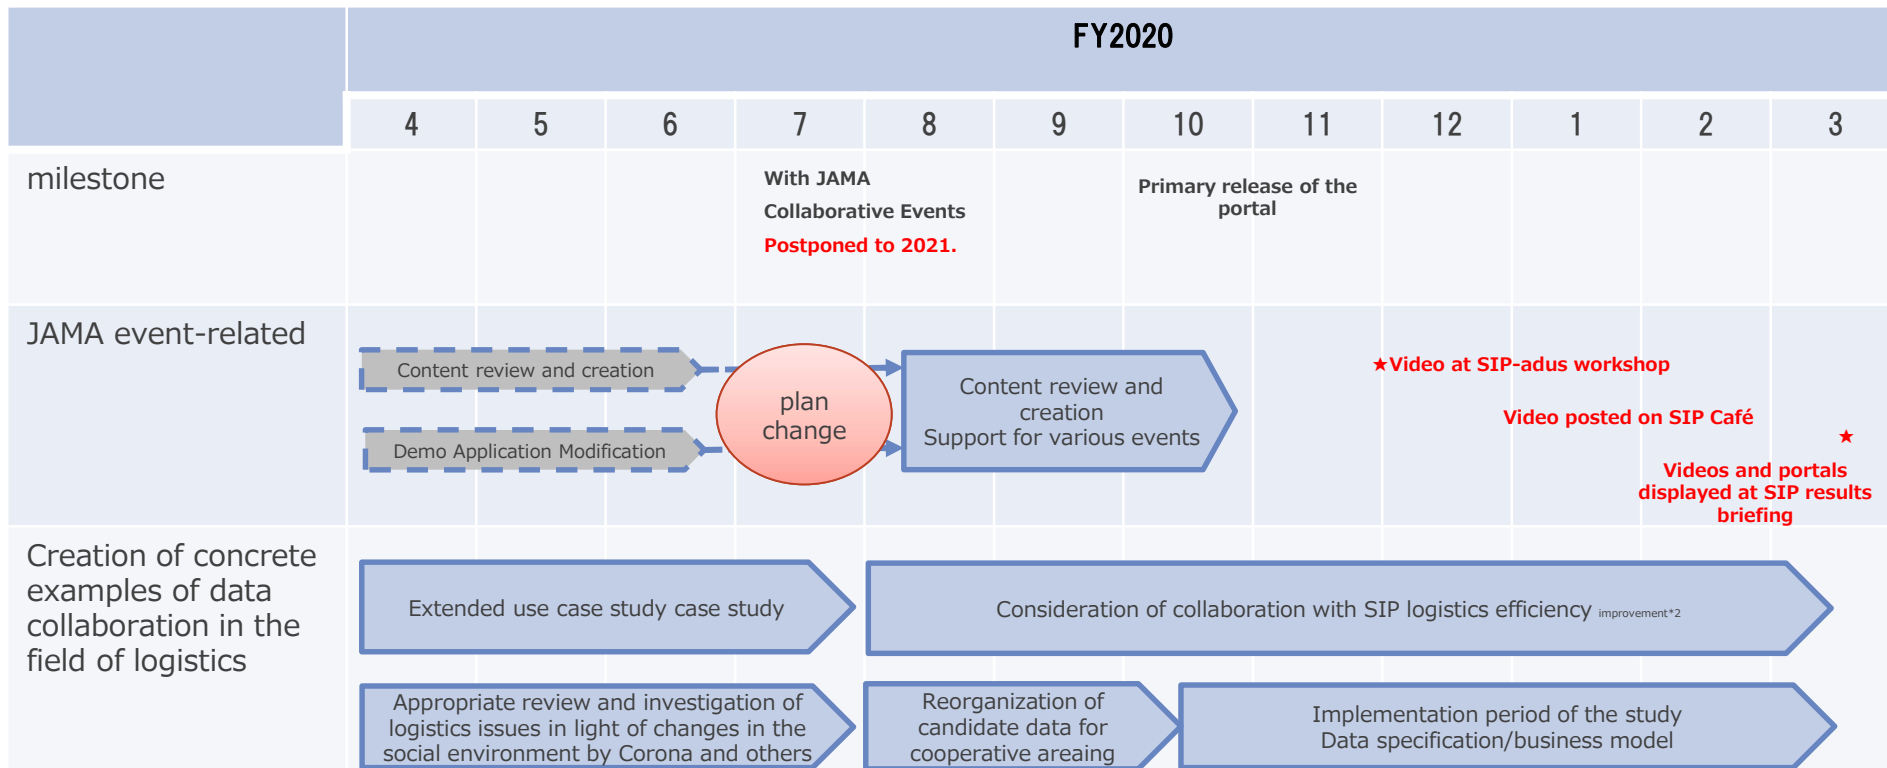 FY2020
4 5 6 7 8 9 10 11 12 1 2 3
milestone
With JAMA
Collaborative Events
Postponed to 2021.
Primary release of the
portal
JAMA event-related
Content review and creation
Demo Application Modification
plan
change
Content review and
creation
Support for various events
★Video at SIP-adus workshop
Video posted on SIP Café
★
Videos and portals
displayed at SIP results
briefing
Creation of concrete
examples of data
collaboration in the
field of logistics
Extended use case study case study
Consideration of collaboration with SIP logistics efficiency improvement*2
Appropriate review and investigation of
logistics issues in light of changes in the
social environment by Corona and others
Reorganization of
candidate data for
cooperative areaing
Implementation period of the study
Data specification/business model